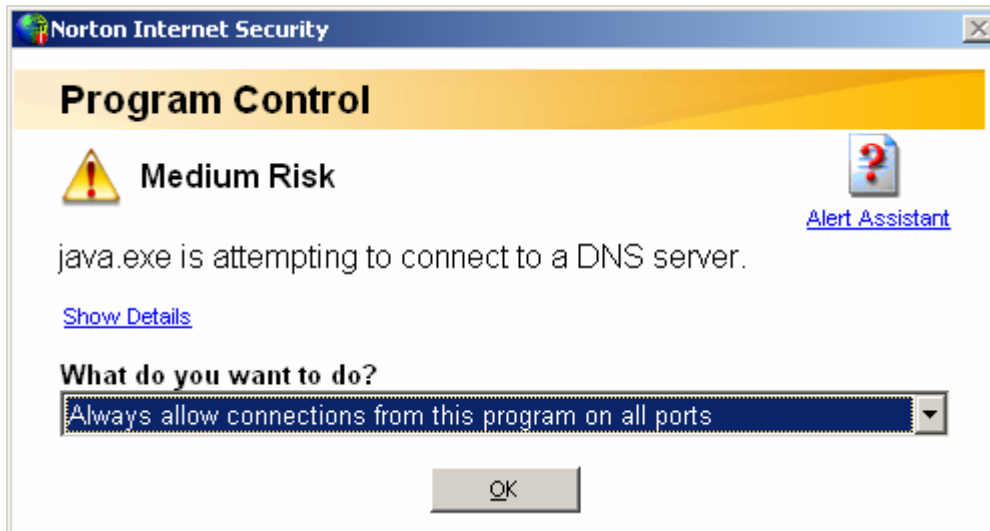 Norton Internet Security
Program Control
Medium Risk
Alert Assistant
java.exe is attempting to connect to a DNS server.
Show Details
What do you want to do?
Always allow connections from this program on all ports
OK